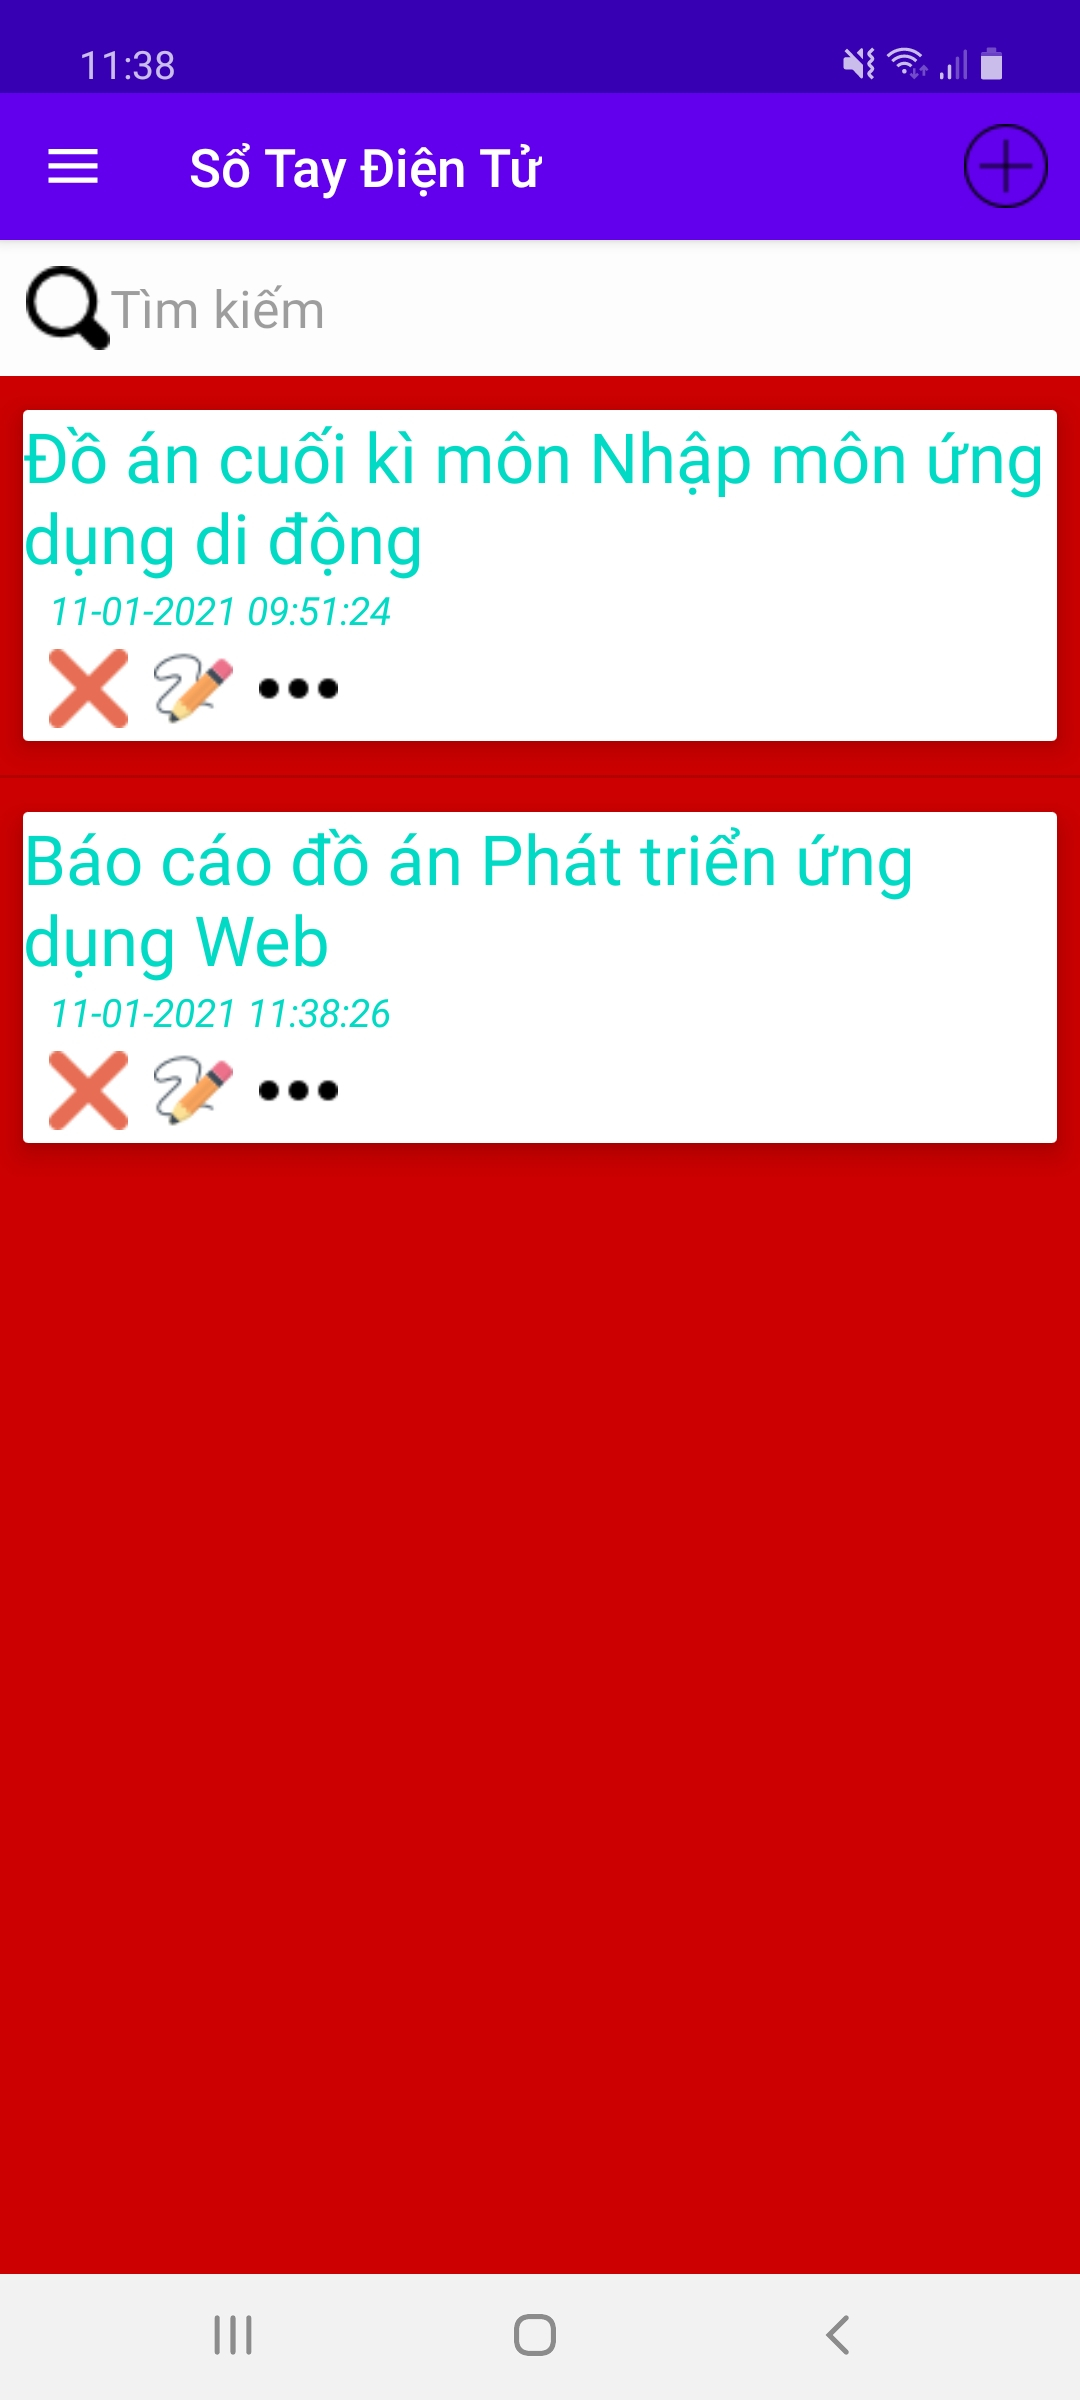 11:38
Sổ Tay Điện Tử
Tìm kiếm
Đồ án cuối kì môn Nhập môn ứng
dụng di động
11-01-2021 09:51:24
Báo cáo đồ án Phát triển ứng
dụng Web
11-01-2021 11:38:26